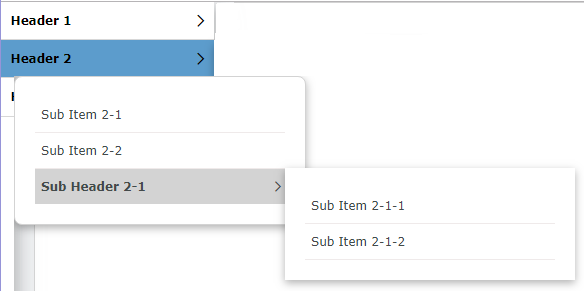 Header 1
Header 2
Sub Item 2-1
Sub Item 2-2
Sub Header 2-1
Sub Item 2-1-1
Sub Item 2-1-2